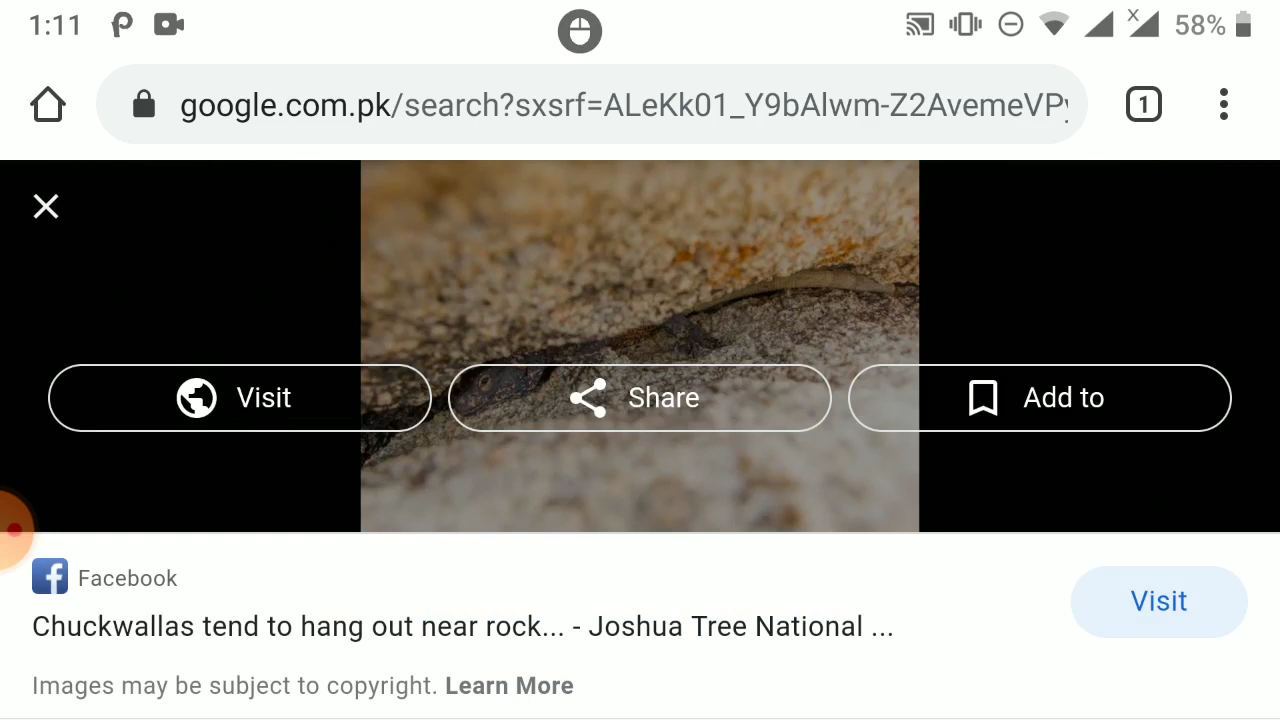 1:11
58%
google.com.pk/search?sxsrf=ALeKk01_Y9bAlwm-Z2AvemeVP
1
Visit
Share
Add to
Facebook
Chuckwallas tend to hang out near rock... - Joshua Tree National ...
Visit
Images may be subject to copyright. Learn More